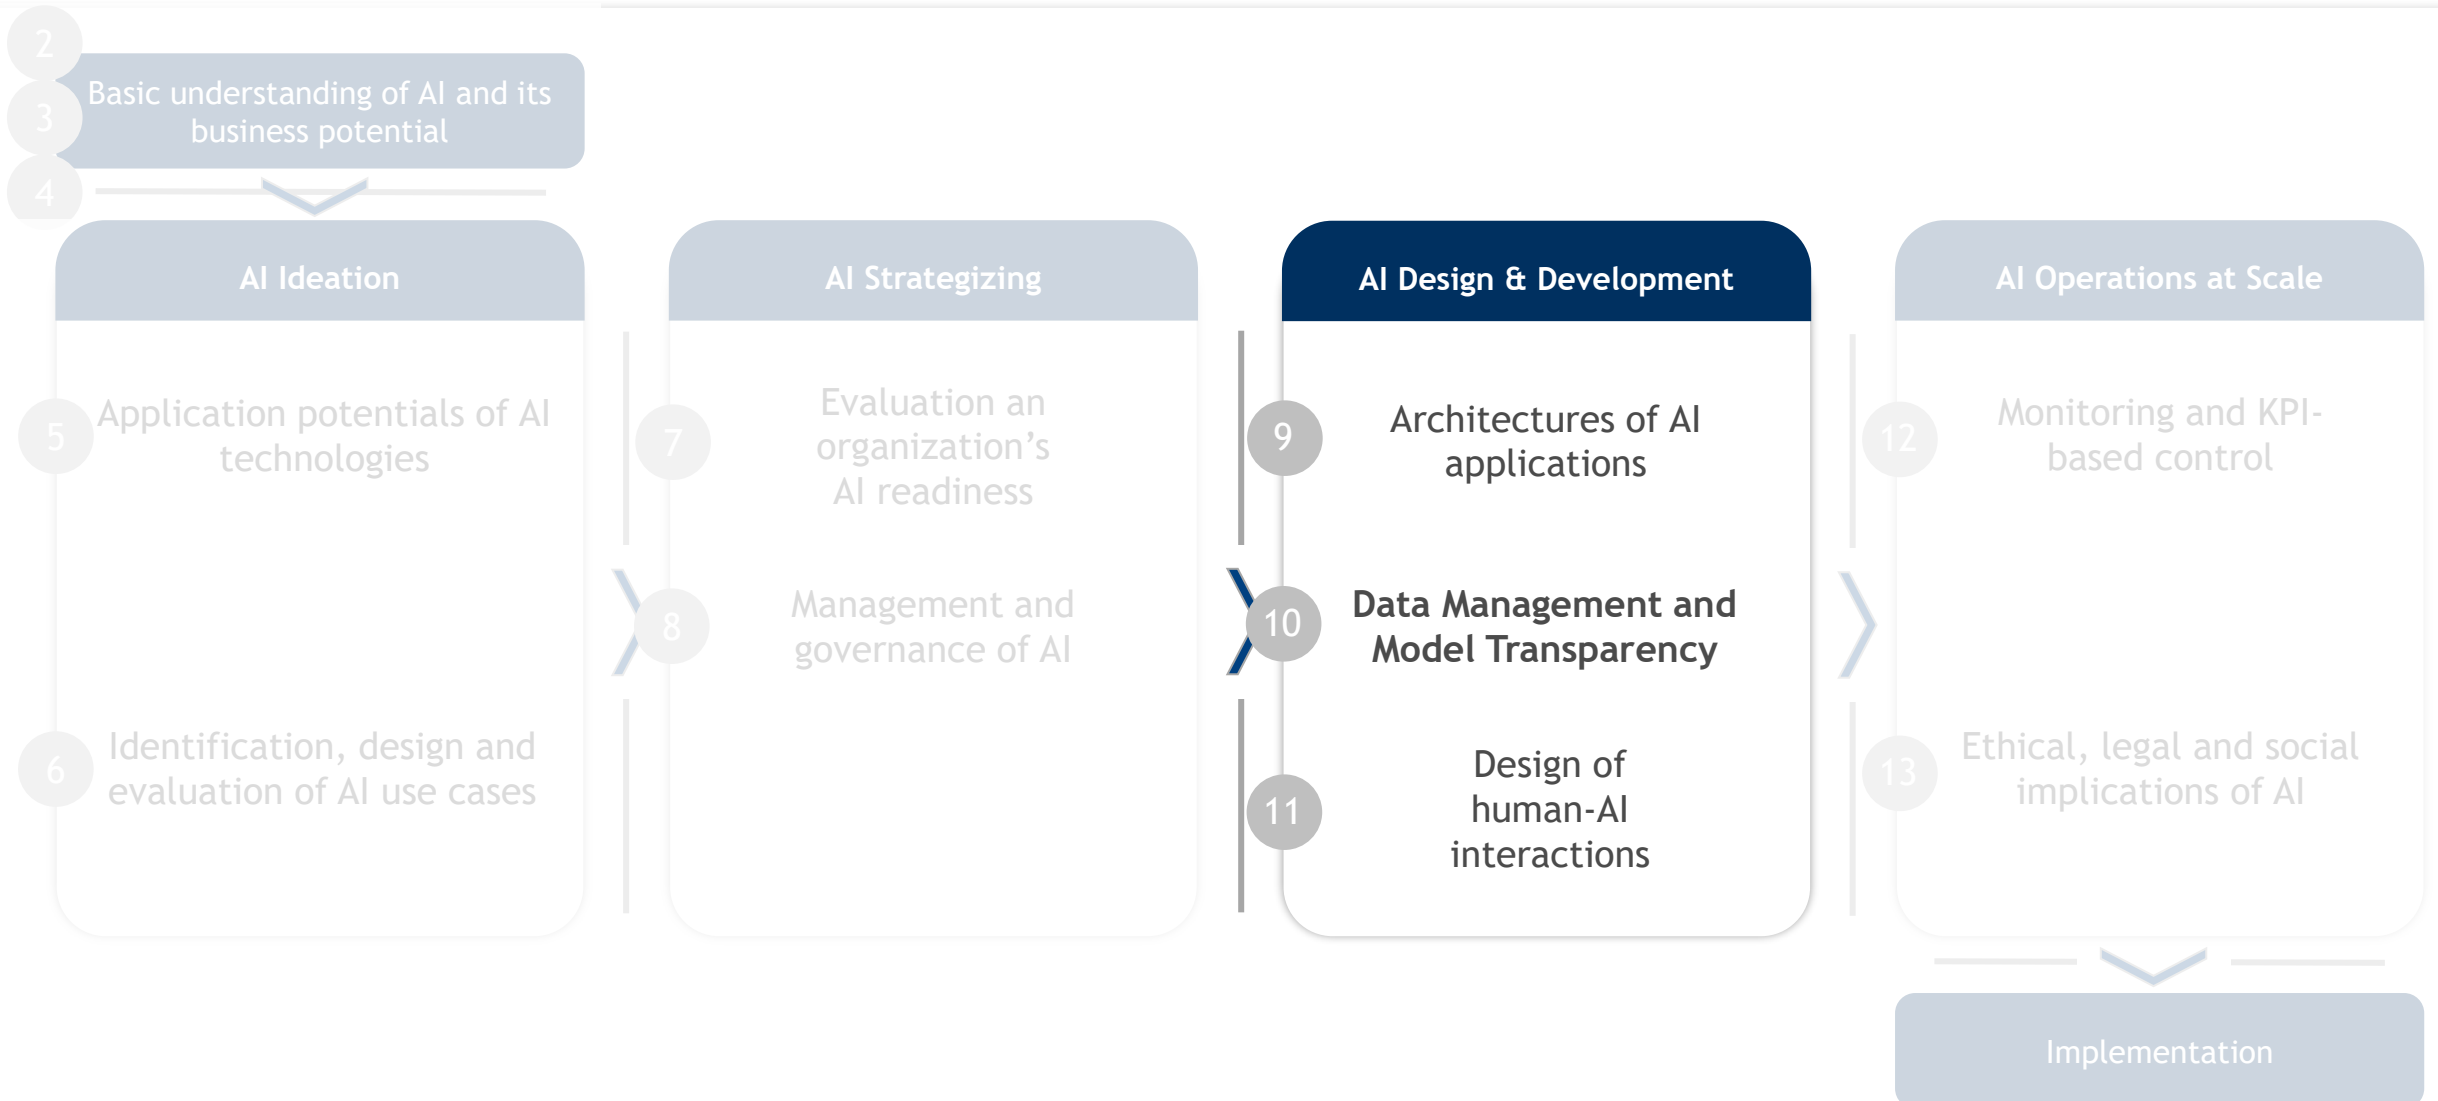 2
3
4
Basic understanding of AI and its
business potential
AI Ideation
5
Application potentials of AI
technologies
6
Identification, design and
evaluation of AI use cases
AI Strategizing
7
Evaluation an
organization’s
AI readiness
8
Management and
governance of AI
AI Design & Development
9
Architectures of AI
applications
10
Data Management and
Model Transparency
11
Design of
human-AI
interactions
AI Operations at Scale
12
Monitoring and KPI-
based control
13
Ethical, legal and social
implications of AI
Implementation